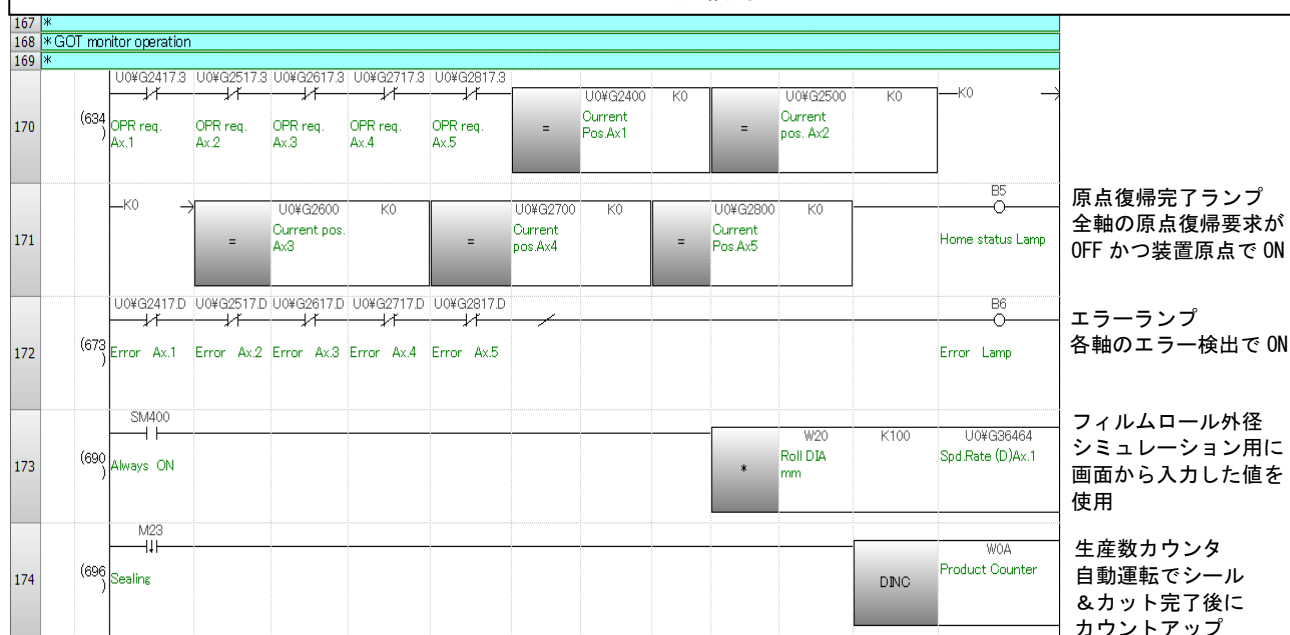 167 *
168 * GOT monitor operation
169 *
U0¥G2417.3 U0¥G2517.3 U0¥G2617.3 U0¥G2717.3 U0¥G2817.3
170 (634) OPR req. Ax.1 OPR req. Ax.2 OPR req. Ax.3 OPR req. Ax.4 OPR req. Ax.5
= U0¥G2400 K0 Current Pos.Ax1
= U0¥G2500 K0 Current pos. Ax2
K0
171 K0
= U0¥G2600 K0 Current pos. Ax3
= U0¥G2700 K0 Current pos.Ax4
= U0¥G2800 K0 Current Pos.Ax5
B5
Home status Lamp
原点復帰完了ランプ
全軸の原点復帰要求が
OFF かつ装置原点で ON
U0¥G2417.D U0¥G2517.D U0¥G2617.D U0¥G2717.D U0¥G2817.D B6
172 (673) Error Ax.1 Error Ax.2 Error Ax.3 Error Ax.4 Error Ax.5 Error Lamp
エラーランプ
各軸のエラー検出で ON
SM400
173 (690) Always ON
* W20 K100 U0¥G36464
Roll DIA mm Spd.Rate (D)Ax.1
フィルムロール外径
シミュレーション用に
画面から入力した値を
使用
M23
174 (696) Sealing
DINC W0A
Product Counter
生産数カウンタ
自動運転でシール
＆カット完了後に
カウントアップ